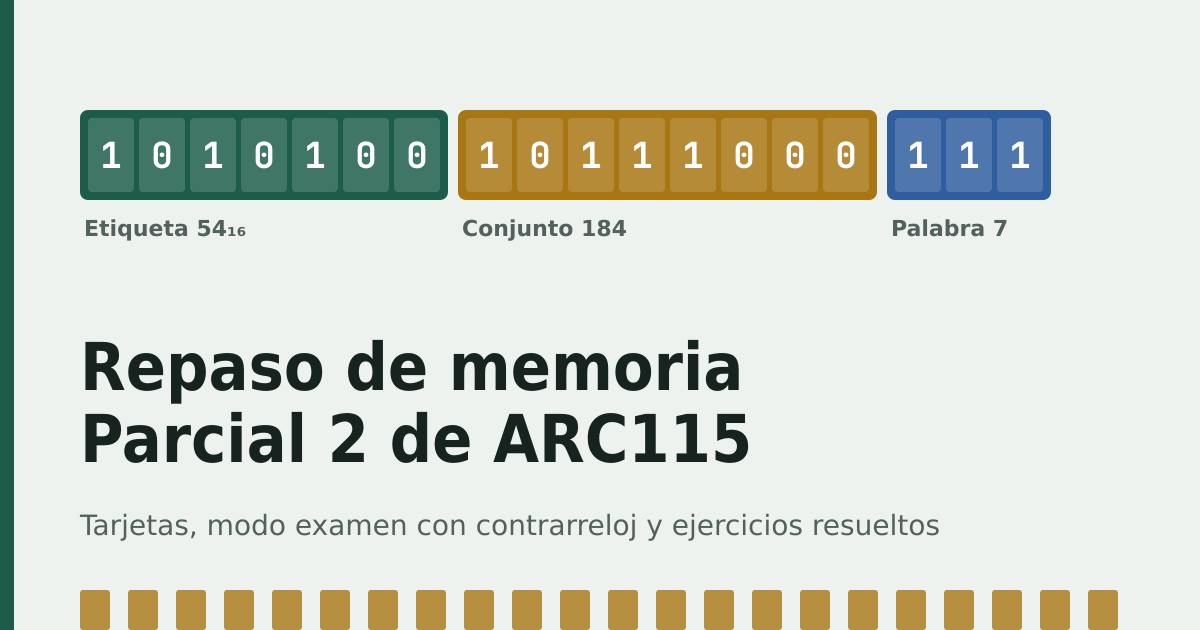 1 0 1 0 1 0 0 1 0 1 1 1 0 0 0 1 1 1
Etiqueta 54₁₆ Conjunto 184 Palabra 7
Repaso de memoria
Parcial 2 de ARC115
Tarjetas, modo examen con contrarreloj y ejercicios resueltos